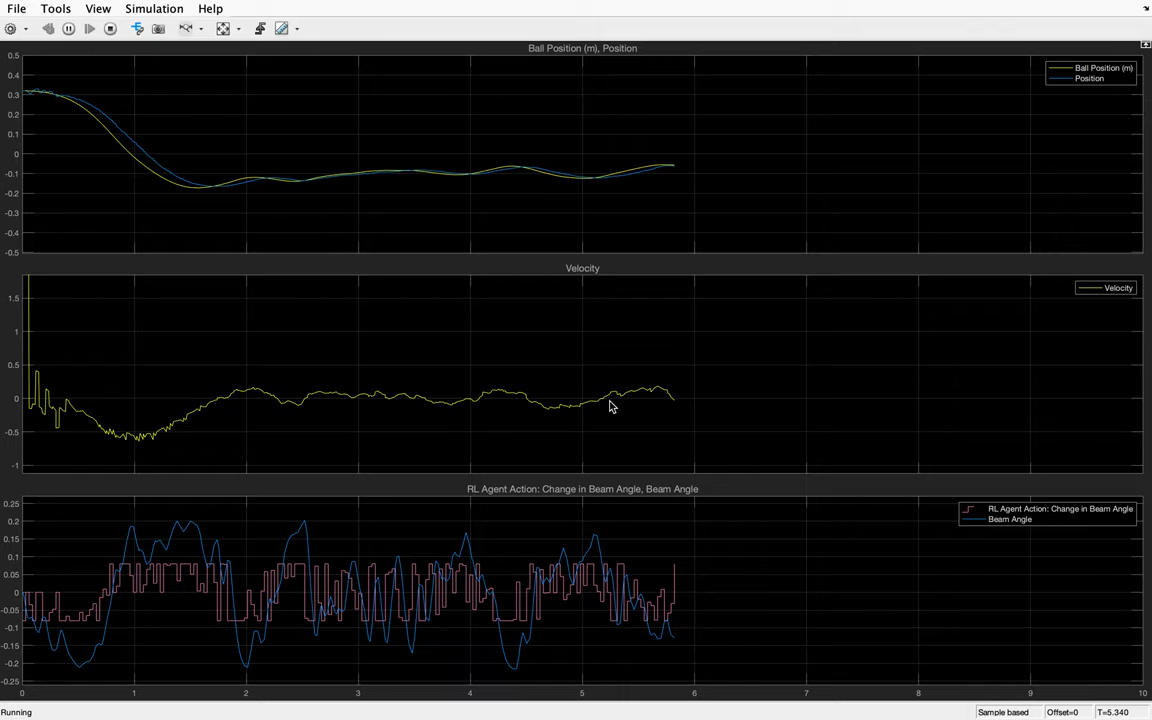 File Tools View Simulation Help
Ball Position (m), Position
0.5
0.4
0.3
0.2
0.1
0
-0.1
-0.2
-0.3
-0.4
-0.5
Ball Position (m)
Position
Velocity
1.5
1
0.5
0
-0.5
-1
Velocity
RL Agent Action: Change in Beam Angle, Beam Angle
0.25
0.2
0.15
0.1
0.05
0
-0.05
-0.1
-0.15
-0.2
-0.25
RL Agent Action: Change in Beam Angle
Beam Angle
0 1 2 3 4 5 6 7 8 9 10
Running Sample based Offset=0 T=5.340